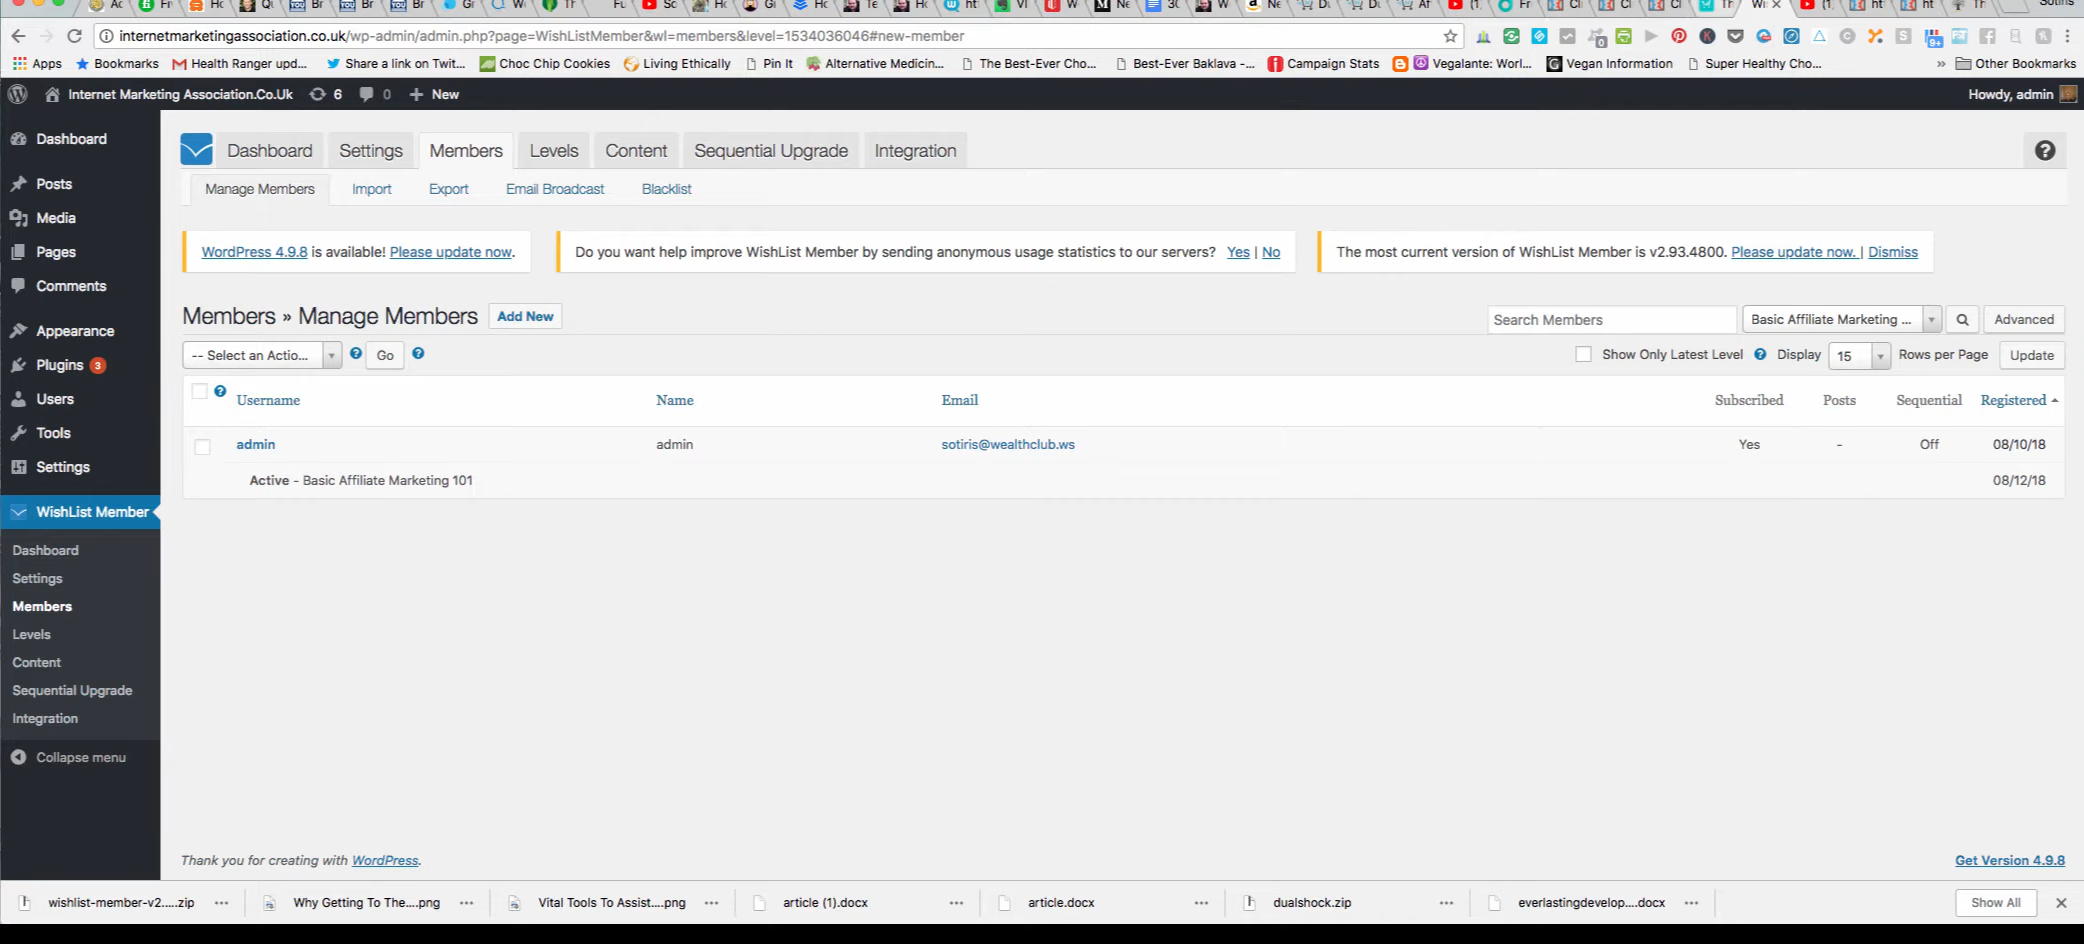 internetmarketingassociation.co.uk/wp-admin/admin.php?page=WishListMember&wl=members&level=1534036046#new-member
Apps Bookmarks Health Ranger upd... Share a link on Twit... Choc Chip Cookies Living Ethically Pin It Alternative Medicin... The Best-Ever Cho... Best-Ever Baklava -... Campaign Stats Vegalante: Worl... Vegan Information Super Healthy Cho... » Other Bookmarks
Internet Marketing Association.Co.Uk 6 0 + New Howdy, admin
Dashboard
Posts
Media
Pages
Comments
Appearance
Plugins 3
Users
Tools
Settings
WishList Member
Dashboard
Settings
Members
Levels
Content
Sequential Upgrade
Integration
Collapse menu
Dashboard Settings Members Levels Content Sequential Upgrade Integration
Manage Members Import Export Email Broadcast Blacklist
WordPress 4.9.8 is available! Please update now.
Do you want help improve WishList Member by sending anonymous usage statistics to our servers? Yes | No
The most current version of WishList Member is v2.93.4800. Please update now. | Dismiss
Members » Manage Members Add New
Search Members Basic Affiliate Marketing ... Advanced
-- Select an Actio... Go
Show Only Latest Level Display 15 Rows per Page Update
Username Name Email Subscribed Posts Sequential Registered
admin admin sotiris@wealthclub.ws Yes - Off 08/10/18
Active - Basic Affiliate Marketing 101 08/12/18
Thank you for creating with WordPress.
Get Version 4.9.8
wishlist-member-v2.....zip Why Getting To The....png Vital Tools To Assist....png article (1).docx article.docx dualshock.zip everlastingdevelop....docx Show All